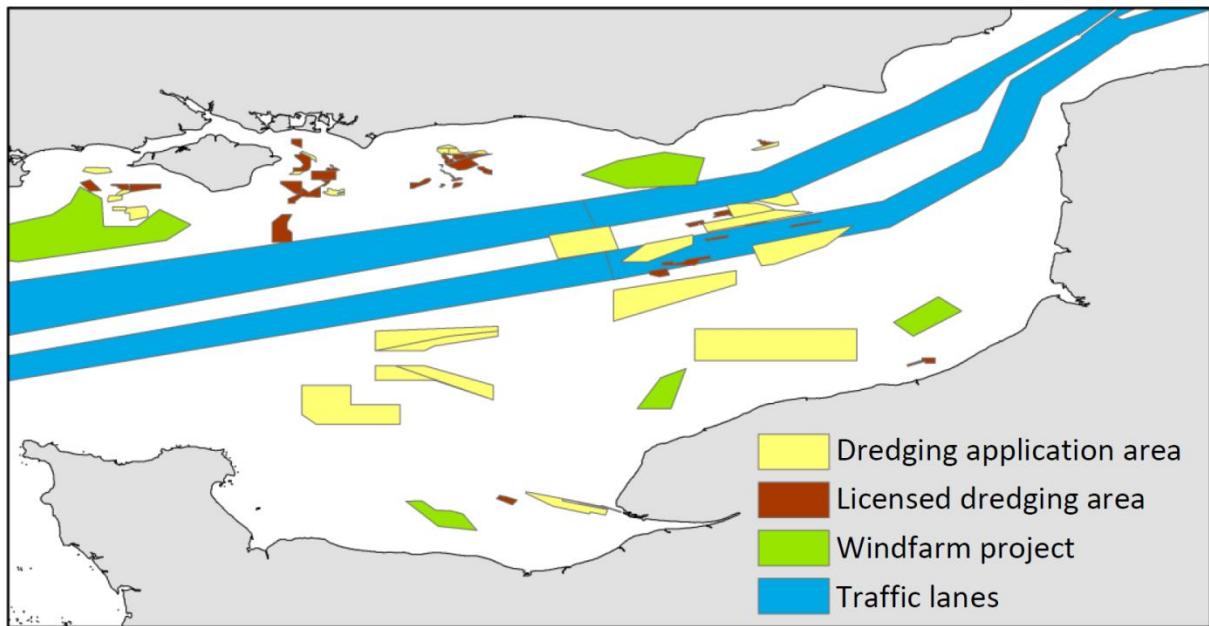 Dredging application area
Licensed dredging area
Windfarm project
Traffic lanes